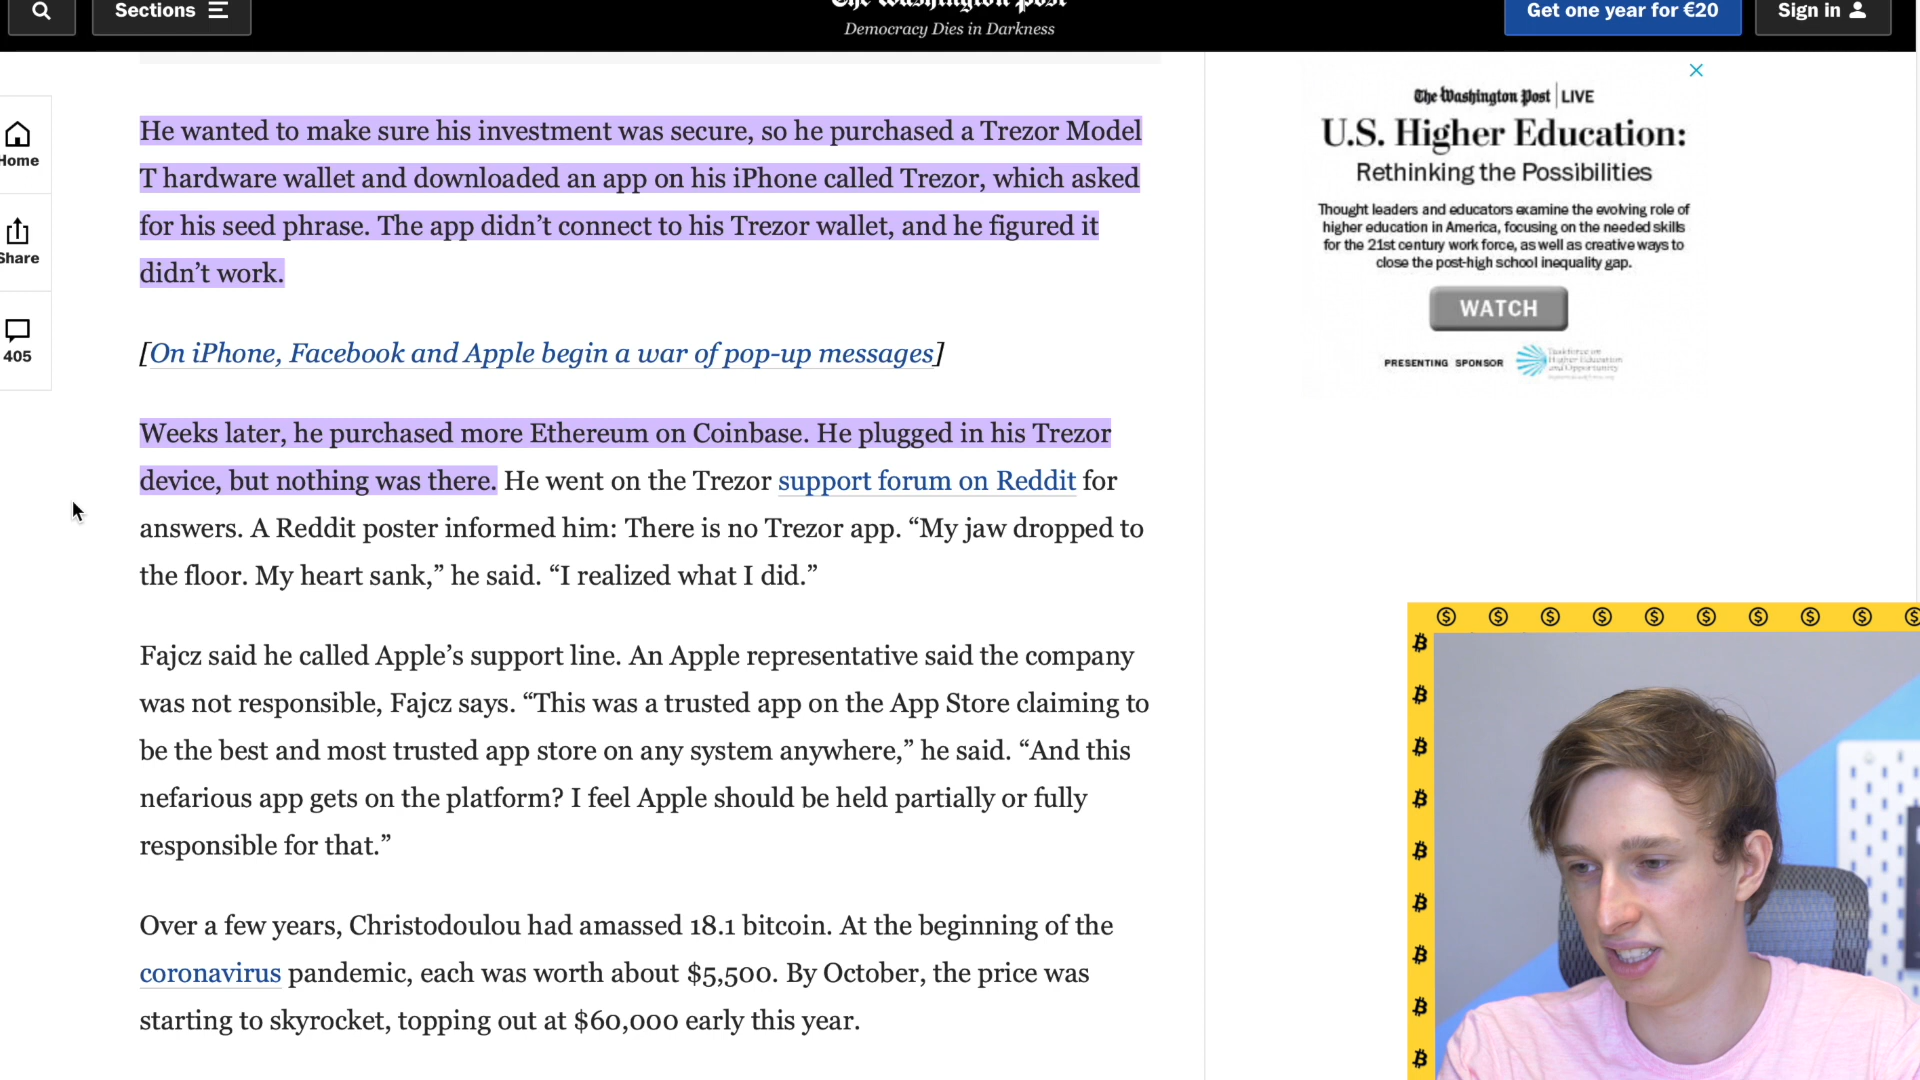 Sections
The Washington Post
Democracy Dies in Darkness
Get one year for €20
Sign in
Home
Share
405
He wanted to make sure his investment was secure, so he purchased a Trezor Model
T hardware wallet and downloaded an app on his iPhone called Trezor, which asked
for his seed phrase. The app didn’t connect to his Trezor wallet, and he figured it
didn’t work.
[On iPhone, Facebook and Apple begin a war of pop-up messages]
Weeks later, he purchased more Ethereum on Coinbase. He plugged in his Trezor
device, but nothing was there. He went on the Trezor support forum on Reddit for
answers. A Reddit poster informed him: There is no Trezor app. “My jaw dropped to
the floor. My heart sank,” he said. “I realized what I did.”
Fajcz said he called Apple’s support line. An Apple representative said the company
was not responsible, Fajcz says. “This was a trusted app on the App Store claiming to
be the best and most trusted app store on any system anywhere,” he said. “And this
nefarious app gets on the platform? I feel Apple should be held partially or fully
responsible for that.”
Over a few years, Christodoulou had amassed 18.1 bitcoin. At the beginning of the
coronavirus pandemic, each was worth about $5,500. By October, the price was
starting to skyrocket, topping out at $60,000 early this year.
The Washington Post | LIVE
U.S. Higher Education:
Rethinking the Possibilities
Thought leaders and educators examine the evolving role of
higher education in America, focusing on the needed skills
for the 21st century work force, as well as creative ways to
close the post-high school inequality gap.
WATCH
PRESENTING SPONSOR
Taskforce on
Higher Education
and Opportunity